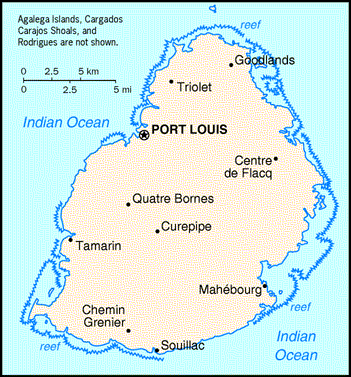 Agalega Islands, Cargados
Carajos Shoals, and
Rodrigues are not shown.
0 2.5 5 km
0 2.5 5 mi
reef
Goodlands
Triolet
Indian Ocean
PORT LOUIS
Centre
de Flacq
Quatre Bornes
Curepipe
Tamarin
Mahébourg
reef
Chemin
Grenier
Souillac
reef
Indian
Ocean